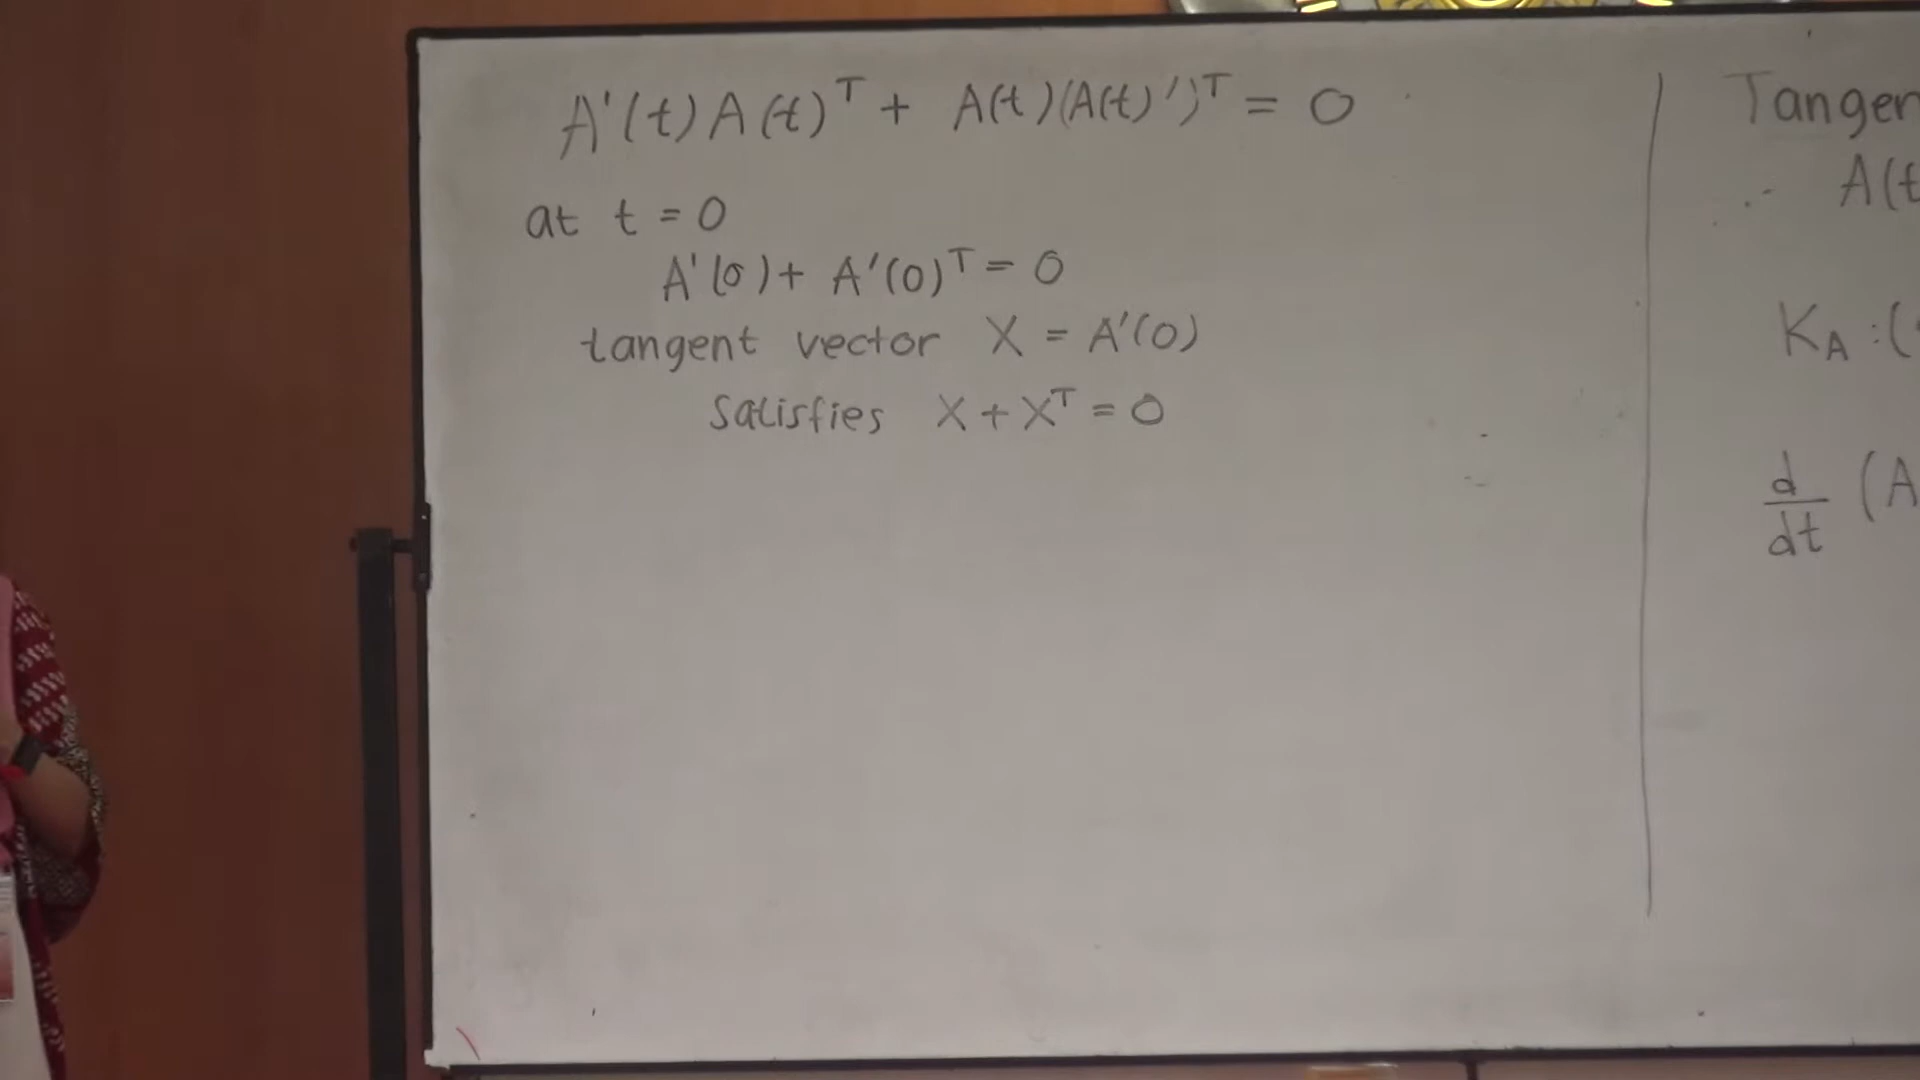 A'(t)A(t)ᵀ + A(t)(A(t)')ᵀ = 0
at t = 0
A'(0) + A'(0)ᵀ = 0
tangent vector X = A'(0)
Satisfies X + Xᵀ = 0
Tangen
∴ A(t
K_A : (
d/dt (A